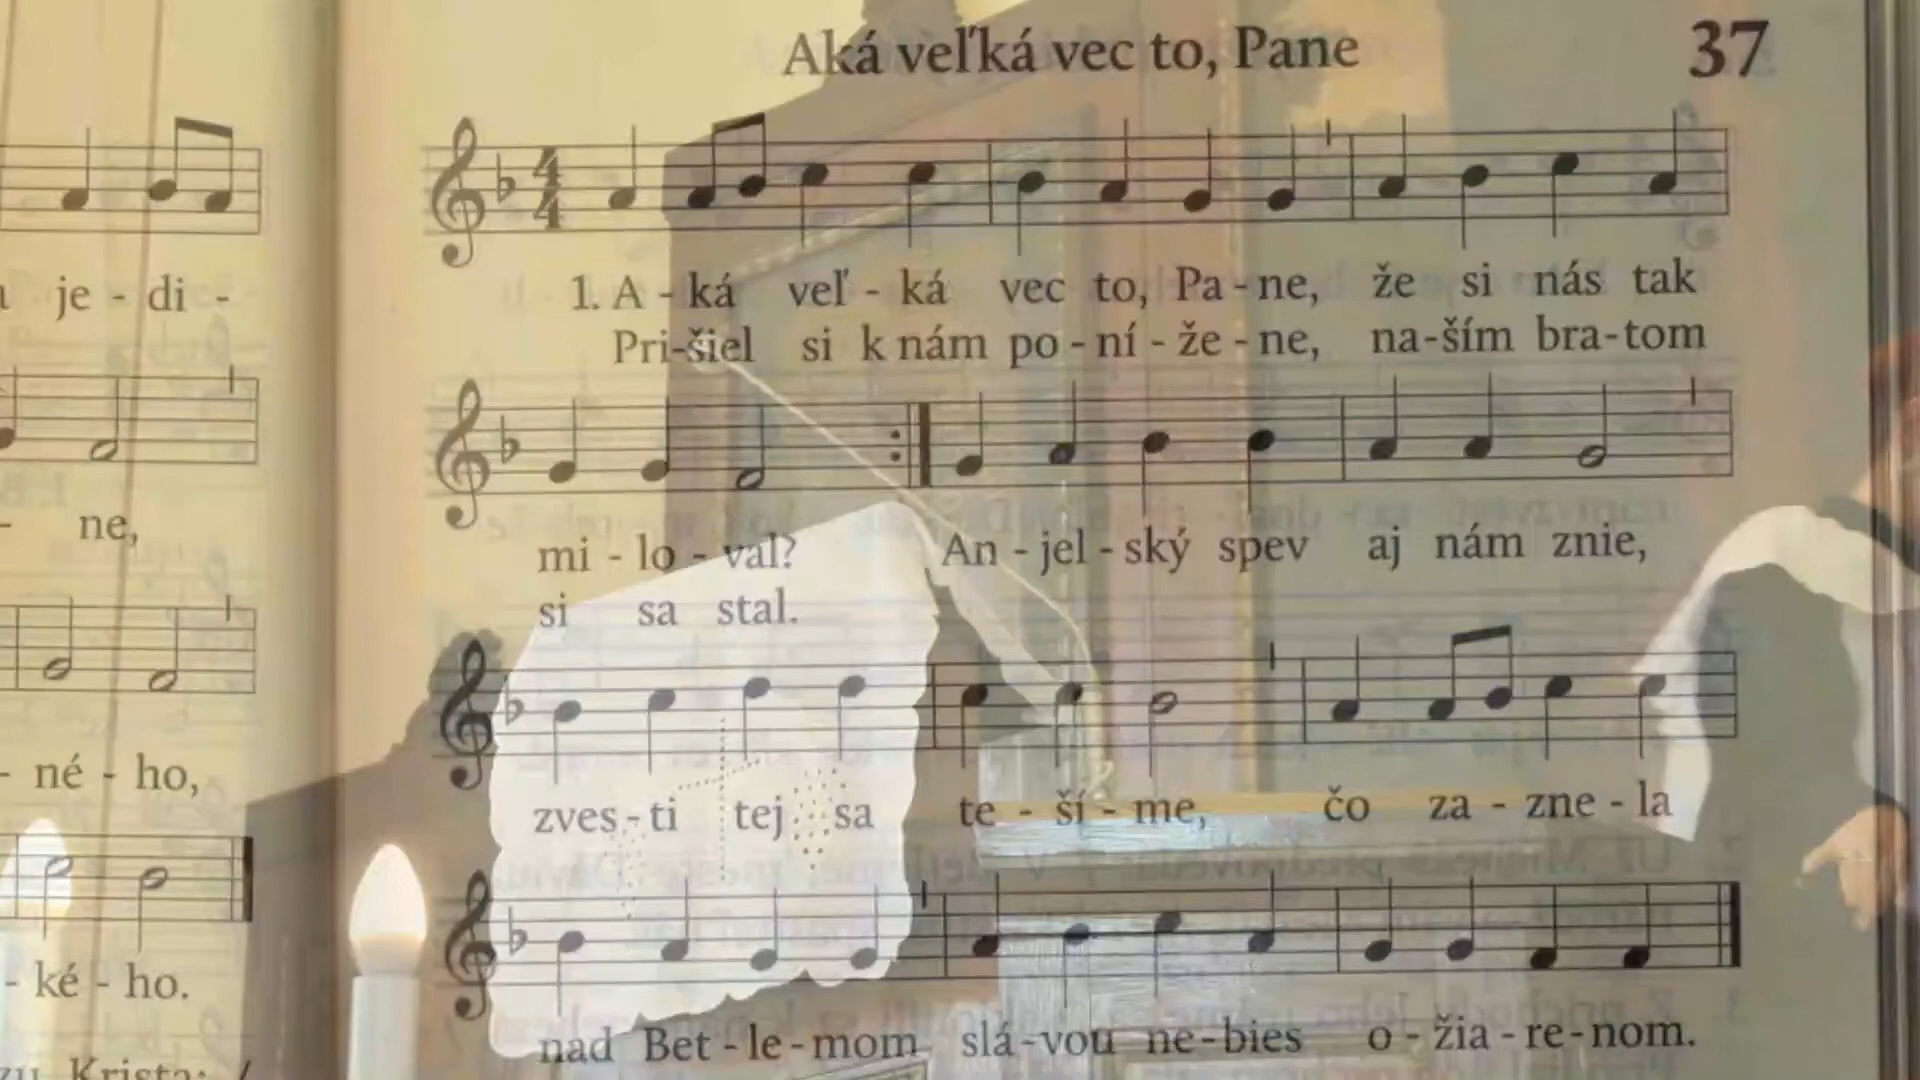 Aká veľká vec to, Pane
37
1. A - ká veľ - ká vec to, Pa - ne, že si nás tak
Pri-šiel si k nám po - ní - že - ne, na-ším bra-tom
mi - lo - val? An - jel - ský spev aj nám znie,
si sa stal.
zves - ti tej sa te - ší - me, čo za - zne - la
nad Bet - le - mom slá-vou ne-bies o - žia - re-nom.
je - di -
- ne,
- né - ho,
- ké - ho.
Krista: /